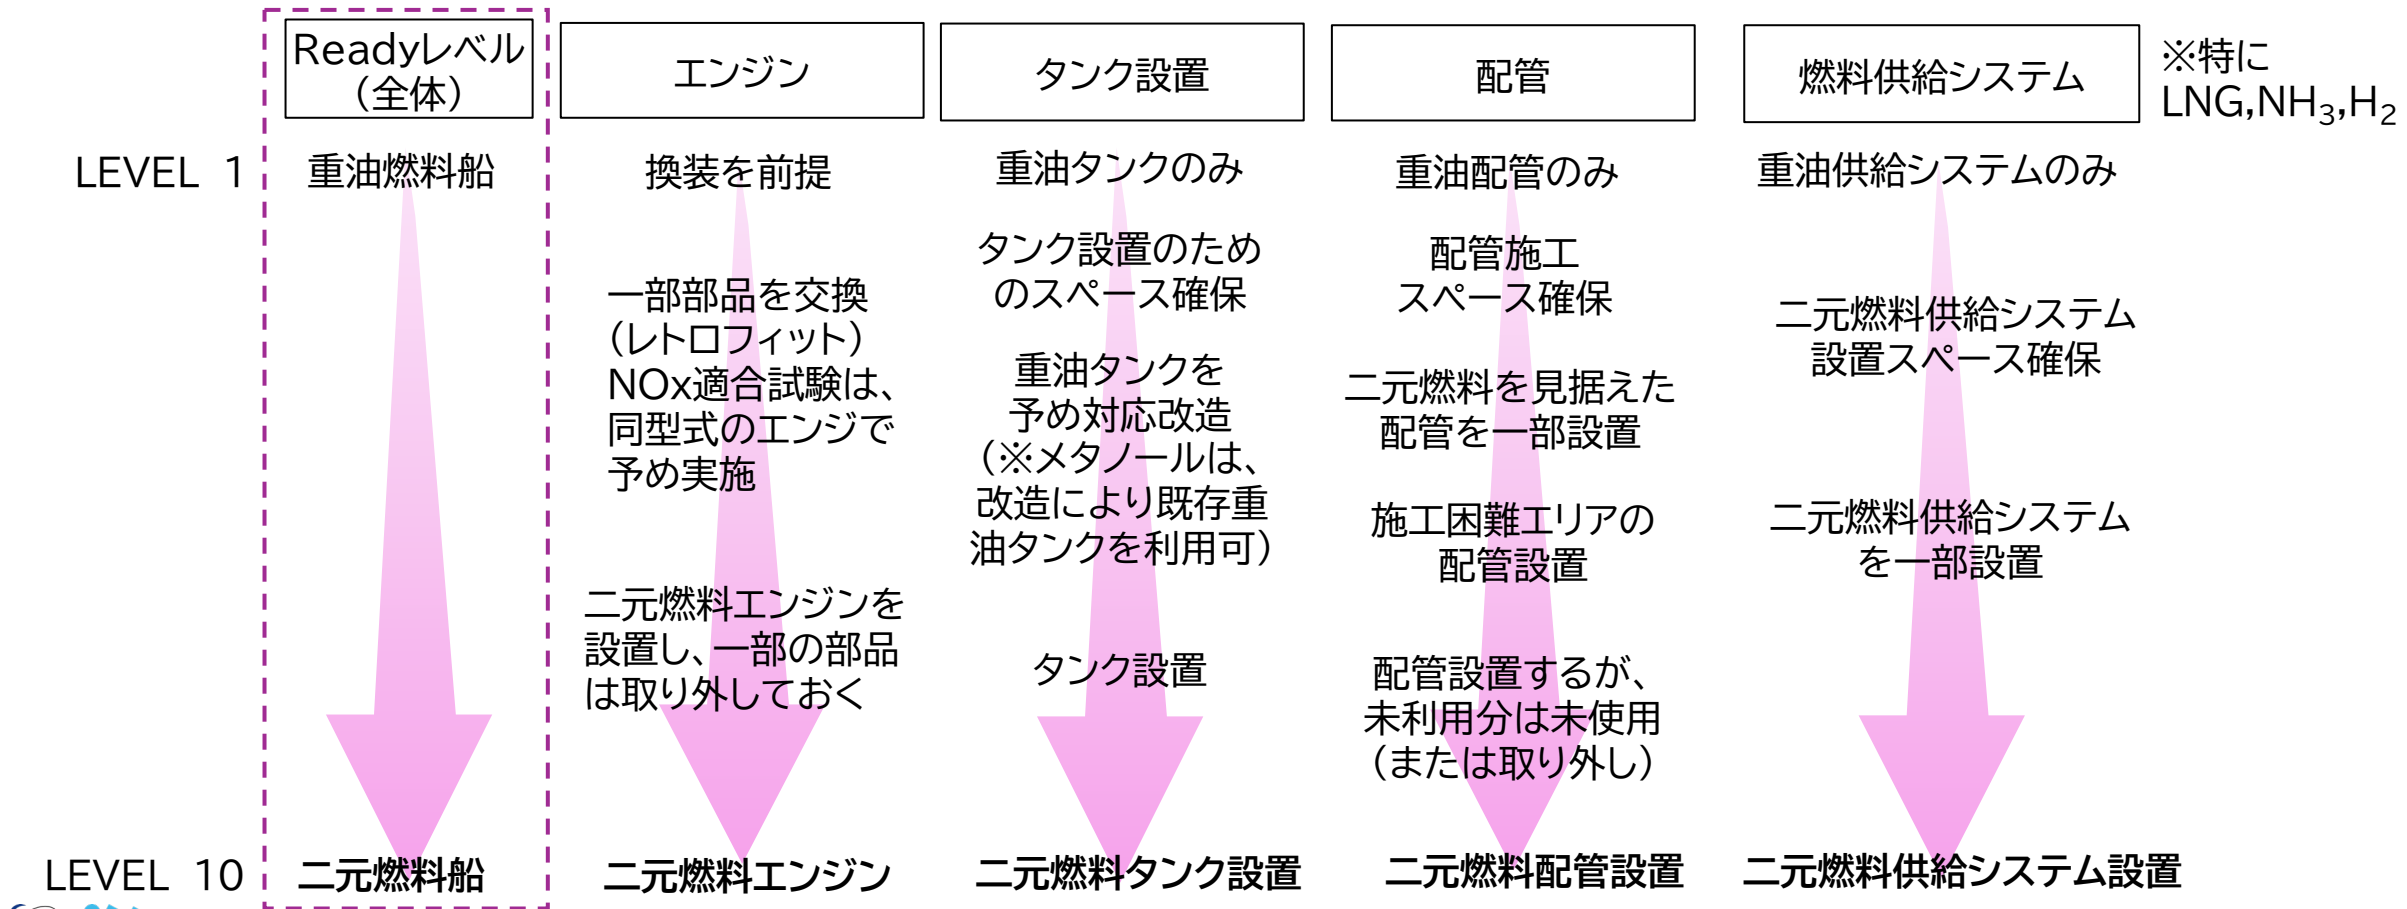 Readyレベル
（全体）
エンジン
タンク設置
配管
燃料供給システム
※特に
LNG,NH₃,H₂
LEVEL 1
重油燃料船
換装を前提
重油タンクのみ
重油配管のみ
重油供給システムのみ
一部部品を交換
（レトロフィット）
NOx適合試験は、
同型式のエンジで
予め実施
二元燃料エンジンを
設置し、一部の部品
は取り外しておく
タンク設置のため
のスペース確保
重油タンクを
予め対応改造
（※メタノールは、
改造により既存重
油タンクを利用可）
タンク設置
配管施工
スペース確保
二元燃料を見据えた
配管を一部設置
施工困難エリアの
配管設置
配管設置するが、
未利用分は未使用
（または取り外し）
二元燃料供給システム
設置スペース確保
二元燃料供給システム
を一部設置
LEVEL 10
二元燃料船
二元燃料エンジン
二元燃料タンク設置
二元燃料配管設置
二元燃料供給システム設置